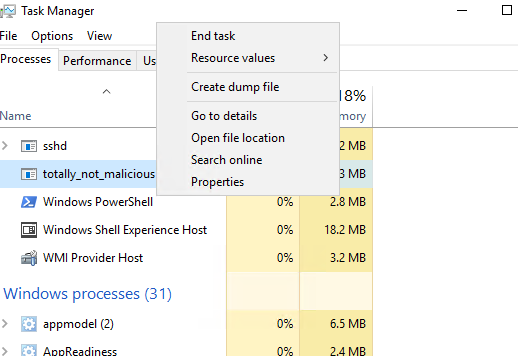 Task Manager
File Options View
Processes Performance
End task
Resource values
Create dump file
Go to details
Open file location
Search online
Properties
18%
Name
sshd 2 MB
totally_not_malicious 3 MB
Windows PowerShell 0% 2.8 MB
Windows Shell Experience Host 0% 18.2 MB
WMI Provider Host 0% 3.2 MB
Windows processes (31)
appmodel (2) 0% 6.5 MB
AppReadiness 0% 2.4 MB